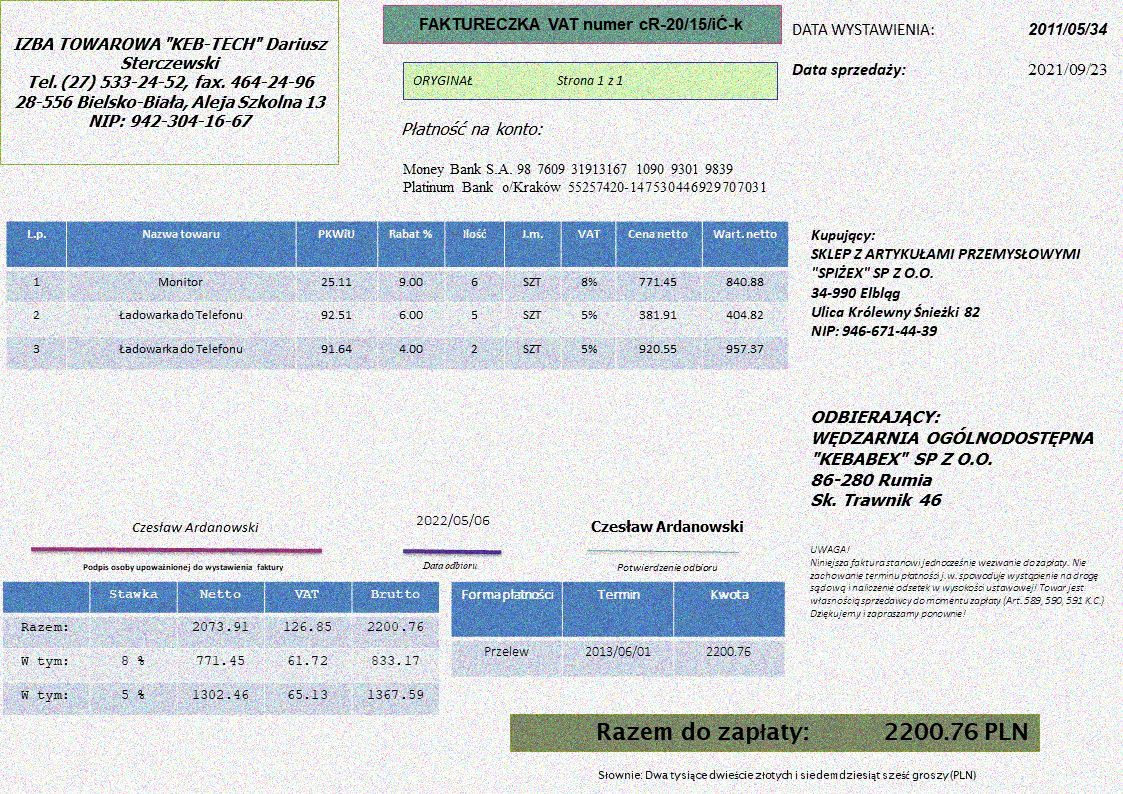 IZBA TOWAROWA "KEB-TECH" Dariusz
Sterczewski
Tel. (27) 533-24-52, fax. 464-24-96
28-556 Bielsko-Biała, Aleja Szkolna 13
NIP: 942-304-16-67
FAKTURECZKA VAT numer cR-20/15/iĆ-k
ORYGINAŁ Strona 1 z 1
DATA WYSTAWIENIA: 2011/05/34
Data sprzedaży: 2021/09/23
Płatność na konto:
Money Bank S.A. 98 7609 31913167 1090 9301 9839
Platinum Bank o/Kraków 55257420-147530446929707031
L.p. Nazwa towaru PKWiU Rabat % Ilość J.m. VAT Cena netto Wart. netto
1 Monitor 25.11 9.00 6 SZT 8% 771.45 840.88
2 Ładowarka do Telefonu 92.51 6.00 5 SZT 5% 381.91 404.82
3 Ładowarka do Telefonu 91.64 4.00 2 SZT 5% 920.55 957.37
Kupujący:
SKLEP Z ARTYKUŁAMI PRZEMYSŁOWYMI
"SPIŻEX" SP Z O.O.
34-990 Elbląg
Ulica Królewny Śnieżki 82
NIP: 946-671-44-39
ODBIERAJĄCY:
WĘDZARNIA OGÓLNODOSTĘPNA
"KEBABEX" SP Z O.O.
86-280 Rumia
Sk. Trawnik 46
Czesław Ardanowski
Podpis osoby upoważnionej do wystawienia faktury
2022/05/06
Data odbioru
Czesław Ardanowski
Potwierdzenie odbioru
UWAGA!
Niniejsza faktura stanowi jednocześnie wezwanie do zapłaty. Nie
zachowanie terminu płatności j.w. spowoduje wystąpienie na drogę
sądową i naliczenie odsetek w wysokości ustawowej! Towar jest
własnością sprzedawcy do momentu zapłaty (Art. 589, 590, 591 K.C.)
Dziękujemy i zapraszamy ponownie!
Stawka Netto VAT Brutto
Razem: 2073.91 126.85 2200.76
W tym: 8 % 771.45 61.72 833.17
W tym: 5 % 1302.46 65.13 1367.59
Forma płatności Termin Kwota
Przelew 2013/06/01 2200.76
Razem do zapłaty: 2200.76 PLN
Słownie: Dwa tysiące dwieście złotych i siedemdziesiąt sześć groszy (PLN)